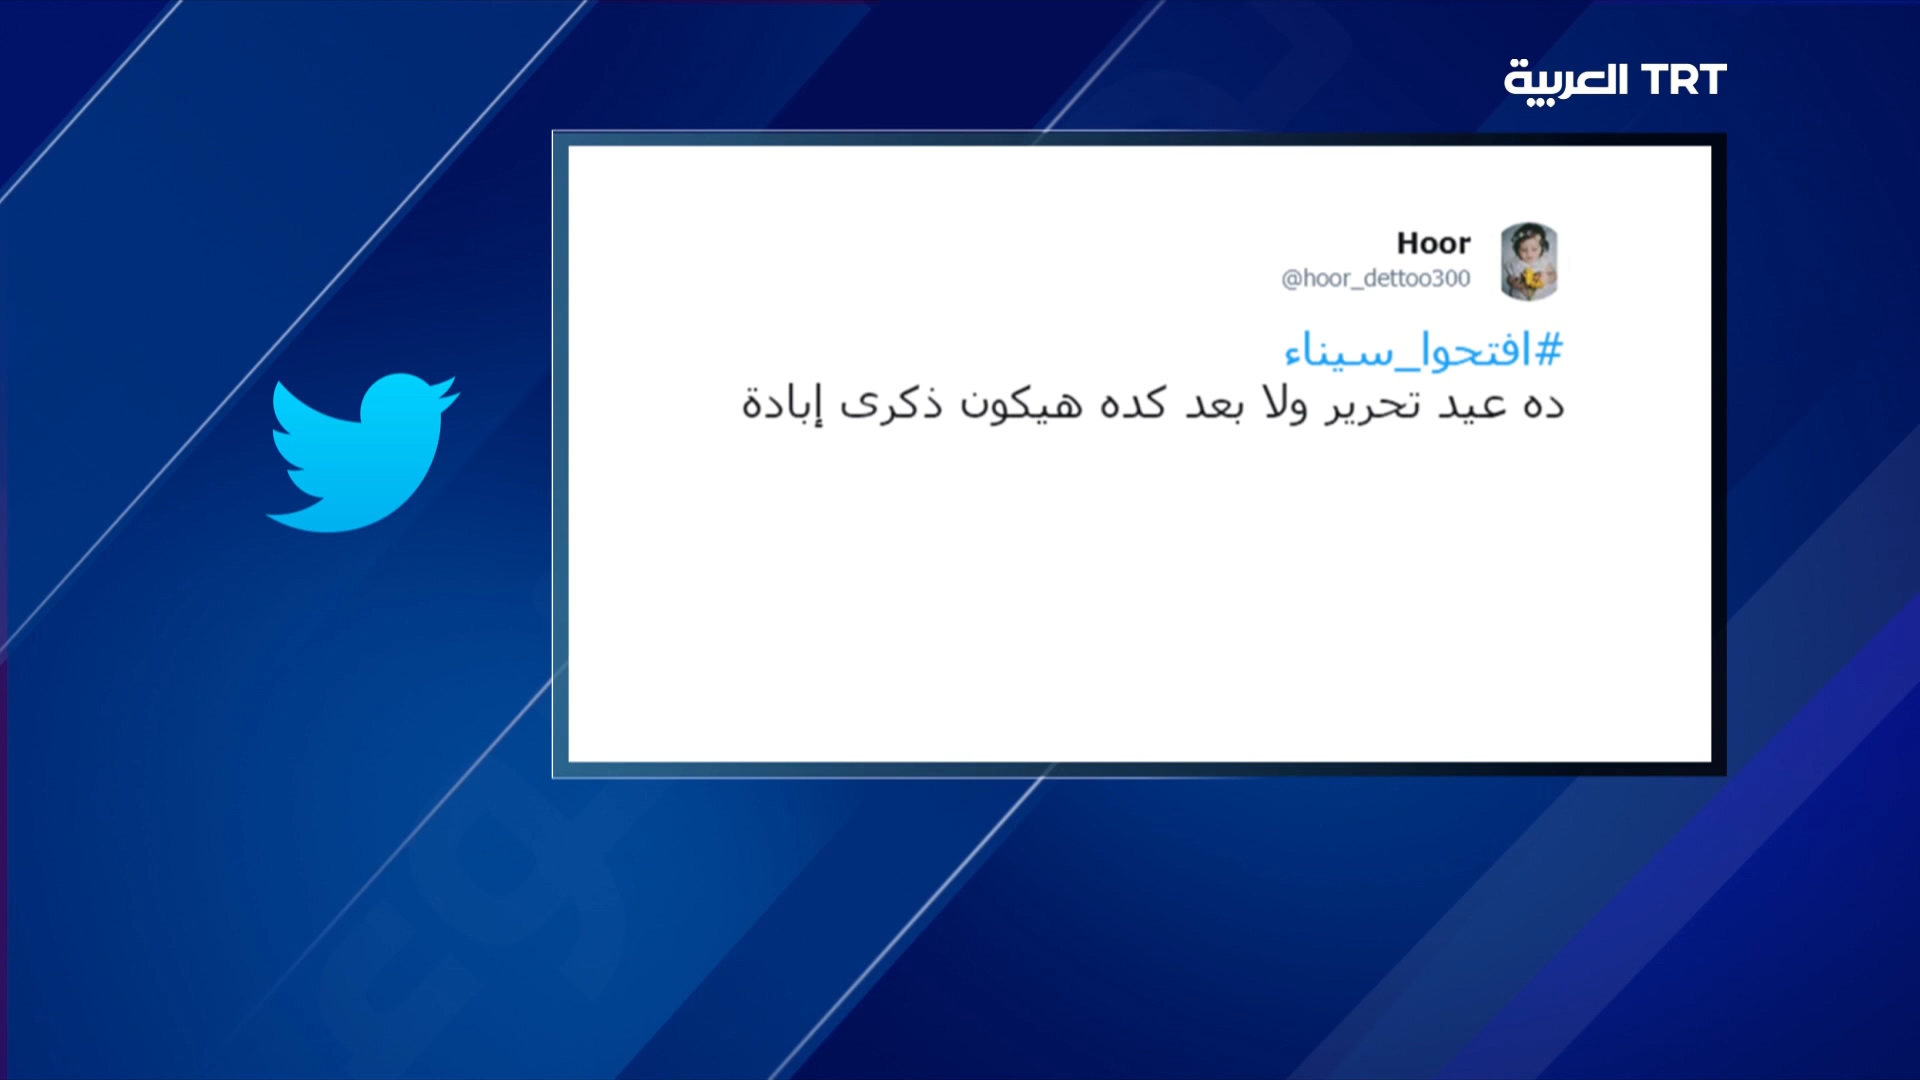 TRT العربية
Hoor
@hoor_dettoo300
#افتحوا_سيناء
ده عيد تحرير ولا بعد كده هيكون ذكرى إبادة